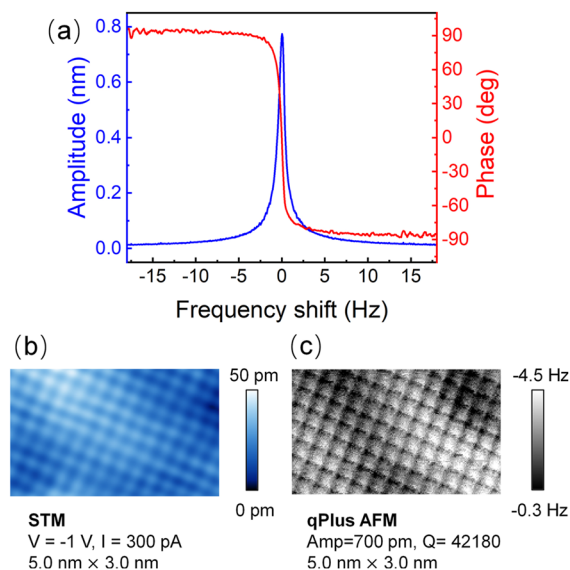 (a)
0.8
0.6
0.4
0.2
0.0
Amplitude (nm)
90
60
30
0
-30
-60
-90
Phase (deg)
-15 -10 -5 0 5 10 15
Frequency shift (Hz)
(b)
50 pm
0 pm
STM
V = -1 V, I = 300 pA
5.0 nm × 3.0 nm
(c)
-4.5 Hz
-0.3 Hz
qPlus AFM
Amp=700 pm, Q= 42180
5.0 nm × 3.0 nm